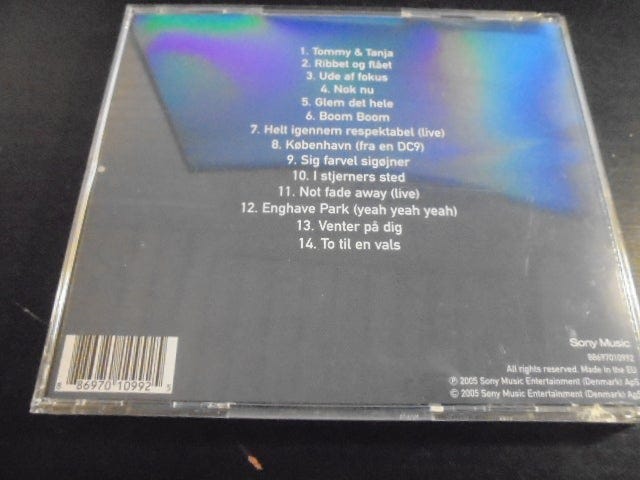 1. Tommy & Tanja
2. Ribbet og flået
3. Ude af fokus
4. Nok nu
5. Glem det hele
6. Boom Boom
7. Helt igennem respektabel (live)
8. København (fra en DC9)
9. Sig farvel sigøjner
10. I stjerners sted
11. Not fade away (live)
12. Enghave Park (yeah yeah yeah)
13. Venter på dig
14. To til en vals
Sony Music
88697010992
All rights reserved. Made in the EU
℗ 2005 Sony Music Entertainment (Denmark) ApS
© 2005 Sony Music Entertainment (Denmark) ApS
8 86970 10992 5